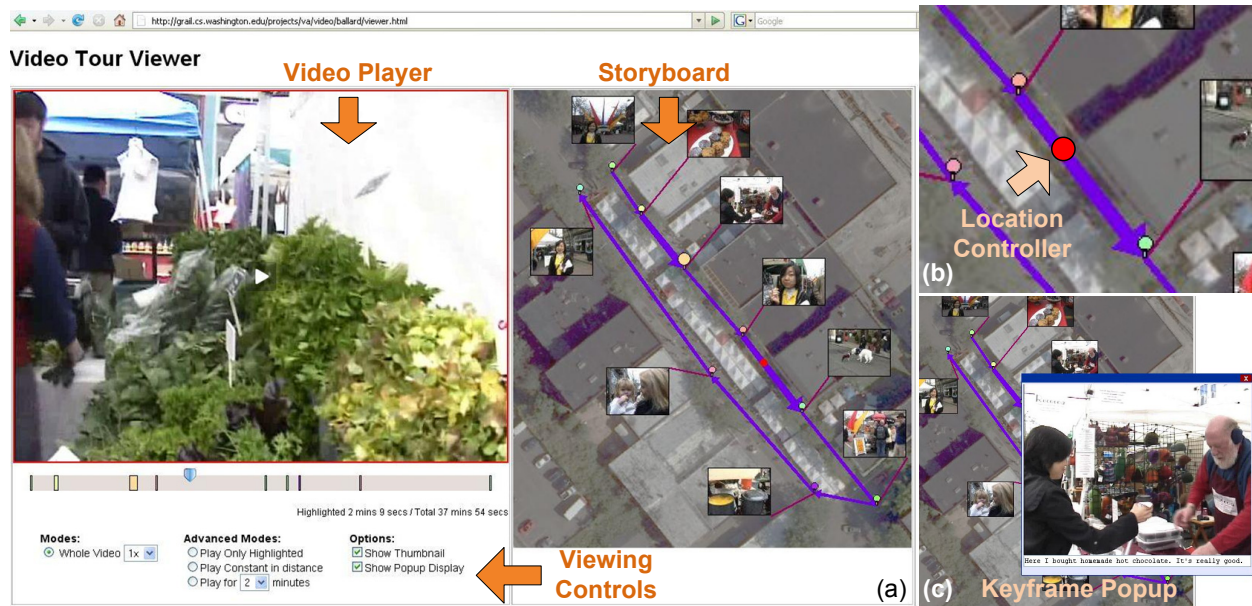 http://grail.cs.washington.edu/projects/va/video/ballard/viewer.html
G Google
Video Tour Viewer
Video Player
Storyboard
Highlighted 2 mins 9 secs / Total 37 mins 54 secs
Modes:
Whole Video 1x
Advanced Modes:
Play Only Highlighted
Play Constant in distance
Play for 2 minutes
Options:
Show Thumbnail
Show Popup Display
Viewing
Controls
(a)
Location
Controller
(b)
X
Here I bought homemade hot chocolate. It's really good.
(c)
Keyframe Popup